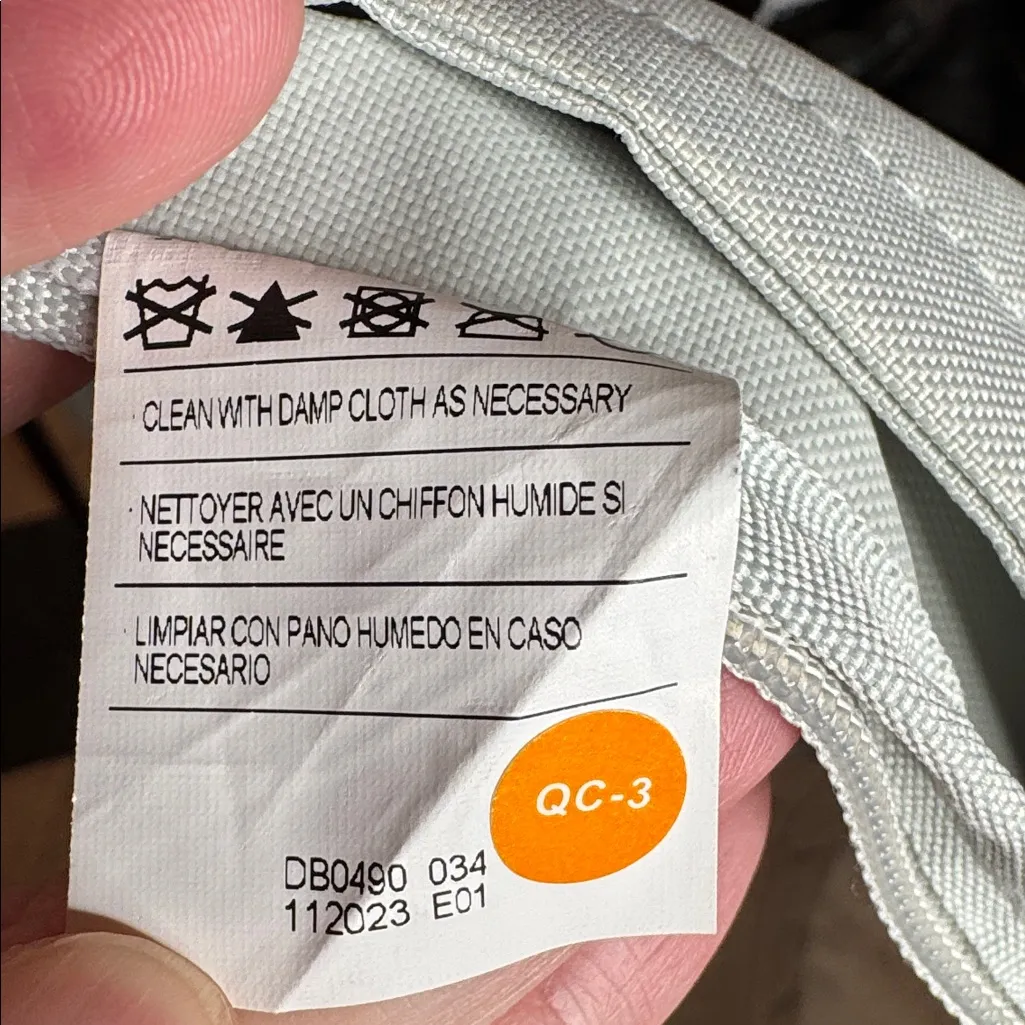 CLEAN WITH DAMP CLOTH AS NECESSARY
NETTOYER AVEC UN CHIFFON HUMIDE SI
NECESSAIRE
LIMPIAR CON PANO HUMEDO EN CASO
NECESARIO
QC-3
DB0490 034
112023 E01